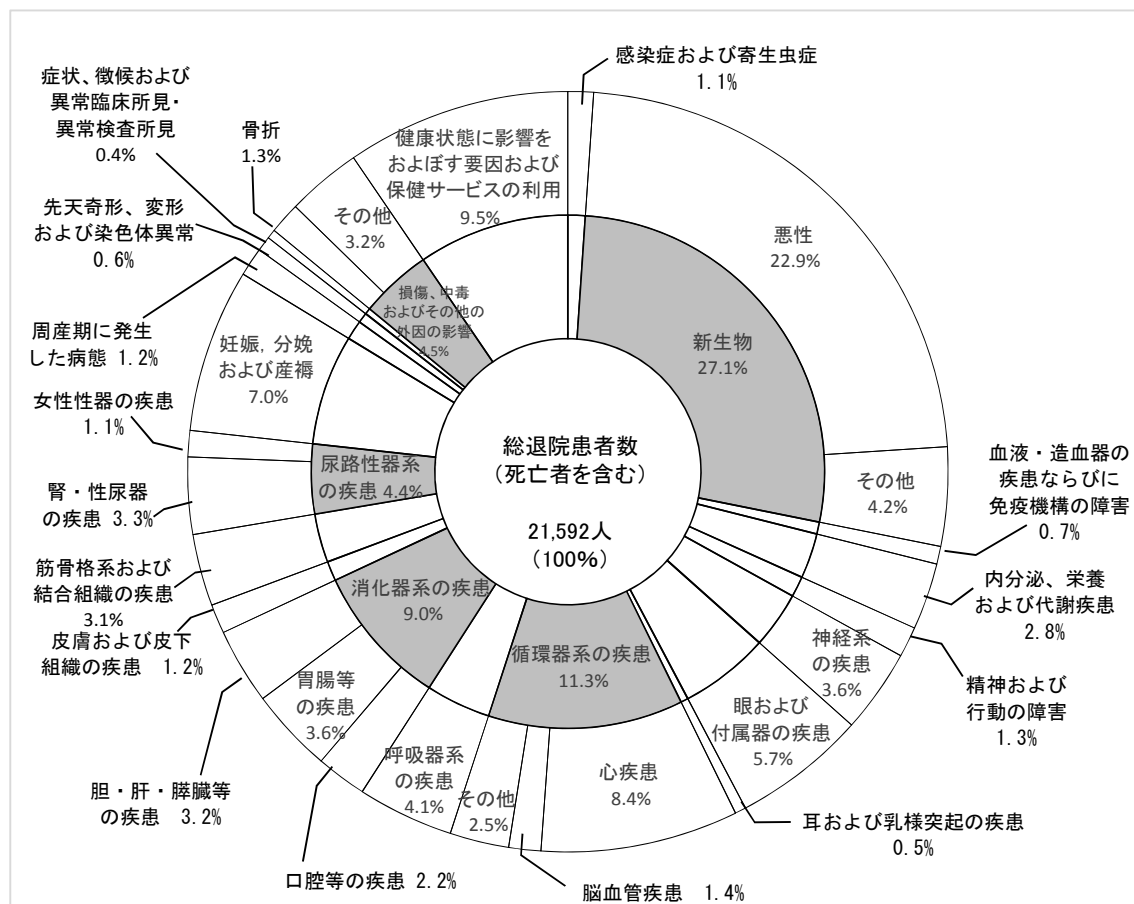 感染症および寄生虫症
1.1%
悪性
22.9%
新生物
27.1%
その他
4.2%
血液・造血器の
疾患ならびに
免疫機構の障害
0.7%
内分泌、栄養
および代謝疾患
2.8%
精神および
行動の障害
1.3%
神経系
の疾患
3.6%
眼および
付属器の疾患
5.7%
耳および乳様突起の疾患
0.5%
循環器系の疾患
11.3%
心疾患
8.4%
脳血管疾患 1.4%
その他
2.5%
呼吸器系
の疾患
4.1%
消化器系の疾患
9.0%
口腔等の疾患 2.2%
胃腸等
の疾患
3.6%
胆・肝・膵臓等
の疾患 3.2%
皮膚および皮下
組織の疾患 1.2%
筋骨格系および
結合組織の疾患
3.1%
尿路性器系
の疾患 4.4%
腎・性尿器
の疾患 3.3%
女性性器の疾患
1.1%
妊娠, 分娩
および産褥
7.0%
周産期に発生
した病態 1.2%
先天奇形、変形
および染色体異常
0.6%
症状、徴候および
異常臨床所見・
異常検査所見
0.4%
損傷、中毒
およびその他の
外因の影響
4.5%
骨折
1.3%
その他
3.2%
健康状態に影響を
およぼす要因および
保健サービスの利用
9.5%
総退院患者数
(死亡者を含む)
21,592人
(100%)